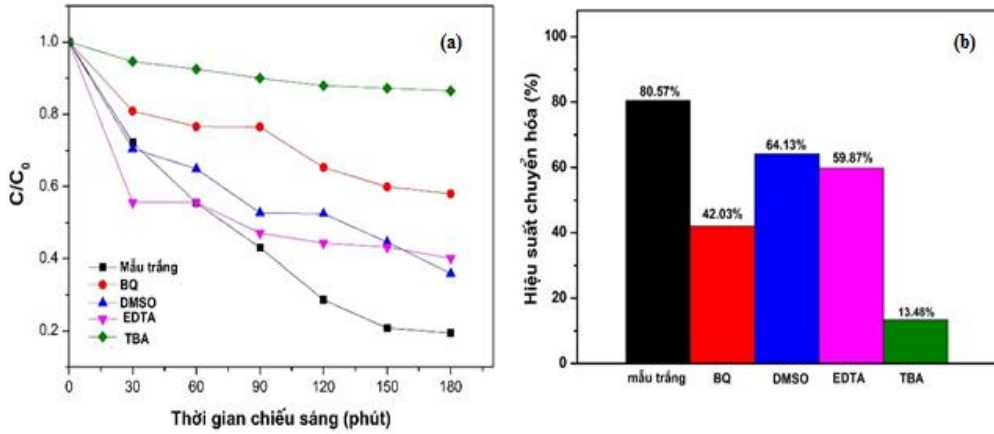 (a)
1.0
0.8
0.6
0.4
0.2
C/C₀
Mẫu trắng
BQ
DMSO
EDTA
TBA
0 30 60 90 120 150 180
Thời gian chiếu sáng (phút)
(b)
100
80
60
40
20
0
Hiệu suất chuyển hóa (%)
80.57%
42.03%
64.13%
59.87%
13.48%
mẫu trắng BQ DMSO EDTA TBA